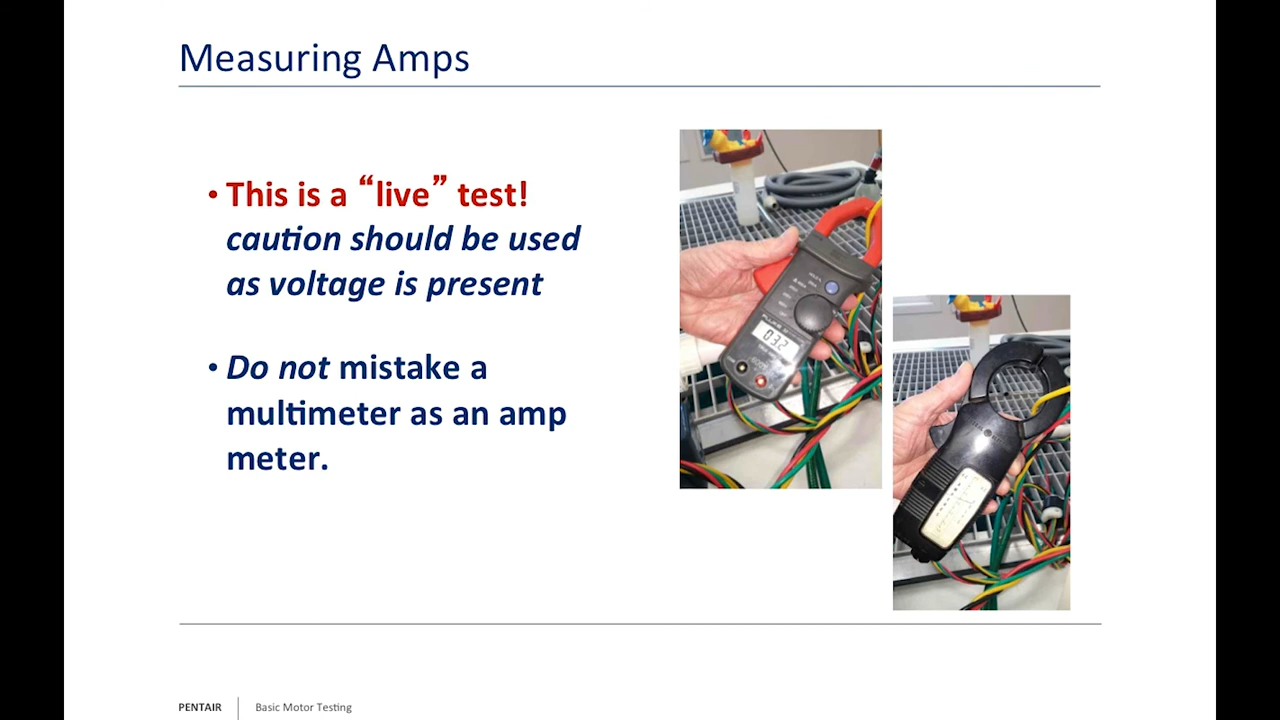 Measuring Amps
• This is a “live” test!
caution should be used
as voltage is present
• Do not mistake a
multimeter as an amp
meter.
032
PENTAIR
Basic Motor Testing